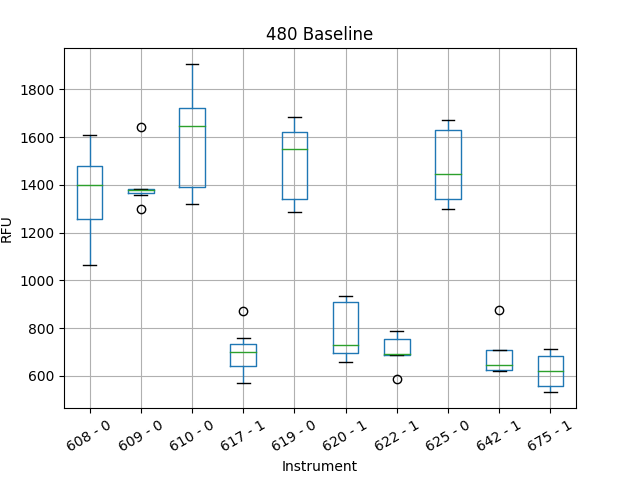 480 Baseline
RFU
1800
1600
1400
1200
1000
800
600
608 - 0
609 - 0
610 - 0
617 - 1
619 - 0
620 - 1
622 - 1
625 - 0
642 - 1
675 - 1
Instrument